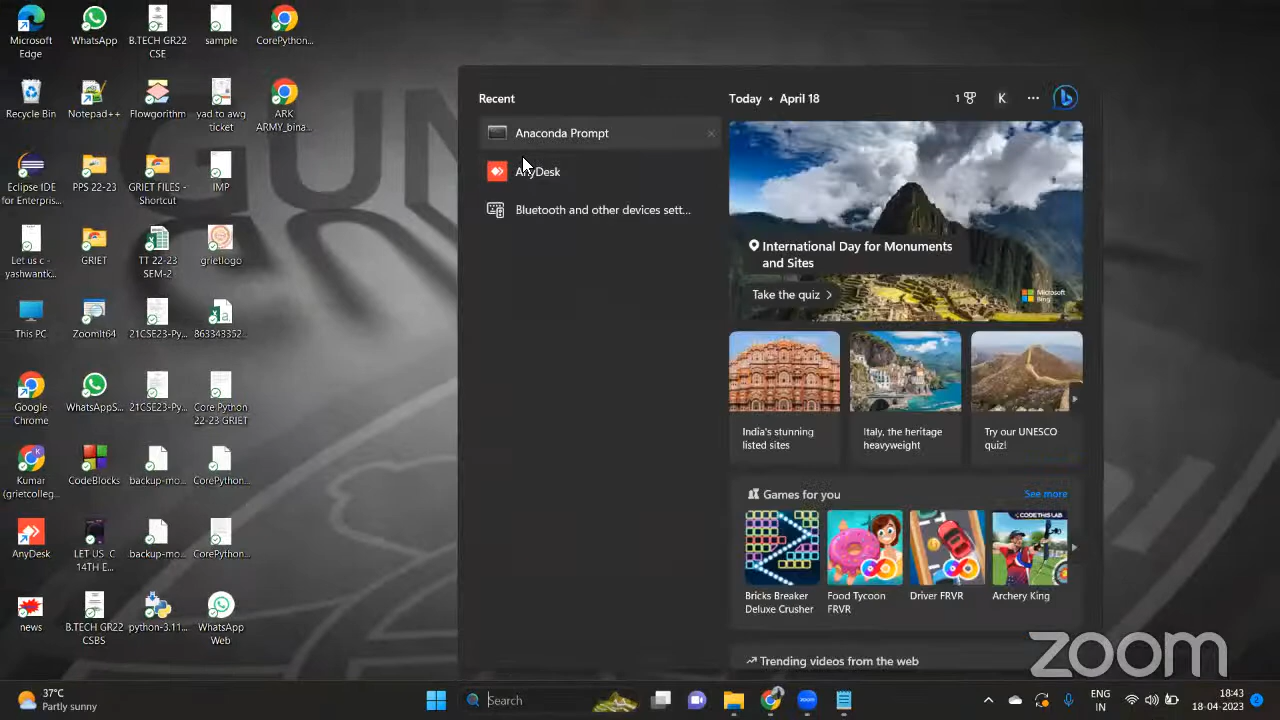 Microsoft
Edge
WhatsApp
B.TECH GR22
CSE
sample
CorePython...
Recycle Bin
Notepad++
Flowgorithm
yad to awg
ticket
ARK
ARMY_bina...
Eclipse IDE
for Enterpris...
PPS 22-23
GRIET FILES -
Shortcut
IMP
Let us c -
yashwantk...
GRIET
TT 22-23
SEM-2
grietlogo
This PC
ZoomIt64
21CSE23-Py...
863343352...
Google
Chrome
WhatsAppS...
21CSE23-Py...
Core Python
22-23 GRIET
Kumar
(grietcolleg...
CodeBlocks
backup-mo...
CorePython...
AnyDesk
LET US C
14TH E...
backup-mo...
CorePython...
news
B.TECH GR22
CSBS
python-3.11...
WhatsApp
Web
Recent
Anaconda Prompt
AnyDesk
Bluetooth and other devices sett...
Today • April 18
1
K
International Day for Monuments
and Sites
Take the quiz
Microsoft
Bing
India's stunning
listed sites
Italy, the heritage
heavyweight
Try our UNESCO
quiz!
Games for you
See more
CODE THIS LAB
Bricks Breaker
Deluxe Crusher
Food Tycoon
FRVR
Driver FRVR
Archery King
Trending videos from the web
zoom
37°C
Partly sunny
Search
ENG
IN
18:43
18-04-2023
2